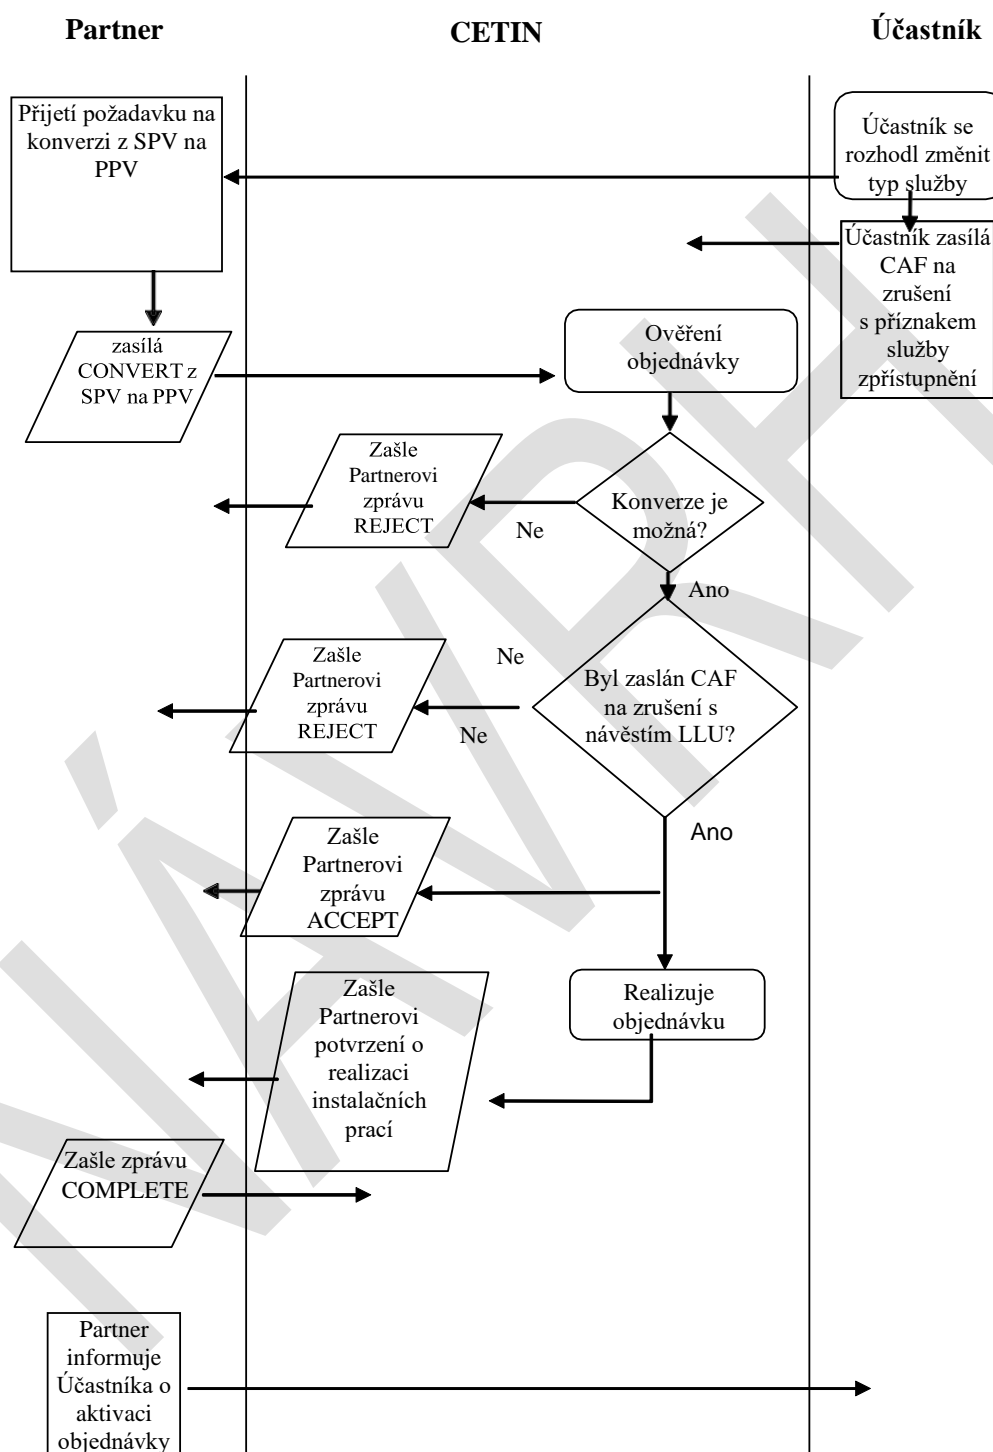 Partner
CETIN
Účastník
Přijetí požadavku na
konverzi z SPV na
PPV
Účastník se
rozhodl změnit
typ služby
Účastník zasílá
CAF na
zrušení
s příznakem
služby
zpřístupnění
zasílá
CONVERT z
SPV na PPV
Ověření
objednávky
Zašle
Partnerovi
zprávu
REJECT
Ne
Konverze je
možná?
Ano
Zašle
Partnerovi
zprávu
REJECT
Ne
Ne
Byl zaslán CAF
na zrušení s
návěstím LLU?
Ano
Zašle
Partnerovi
zprávu
ACCEPT
Zašle
Partnerovi
potvrzení o
realizaci
instalačních
prací
Realizuje
objednávku
Zašle zprávu
COMPLETE
Partner
informuje
Účastníka o
aktivaci
objednávky
NÁVRH